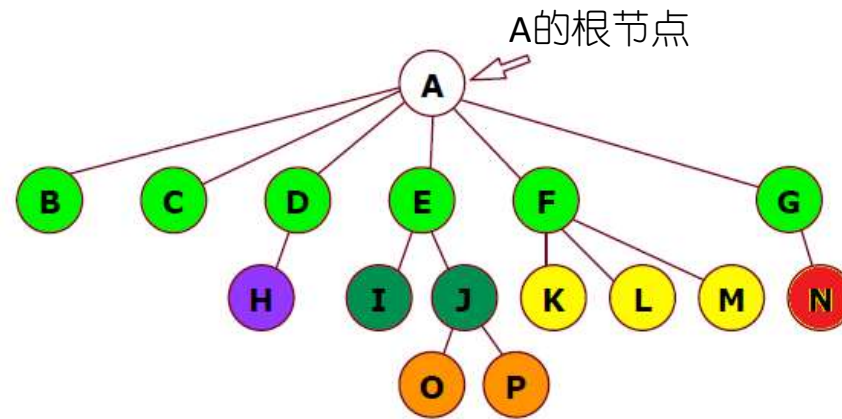 A的根节点
A
B C D E F G
H I J K L M N
O P